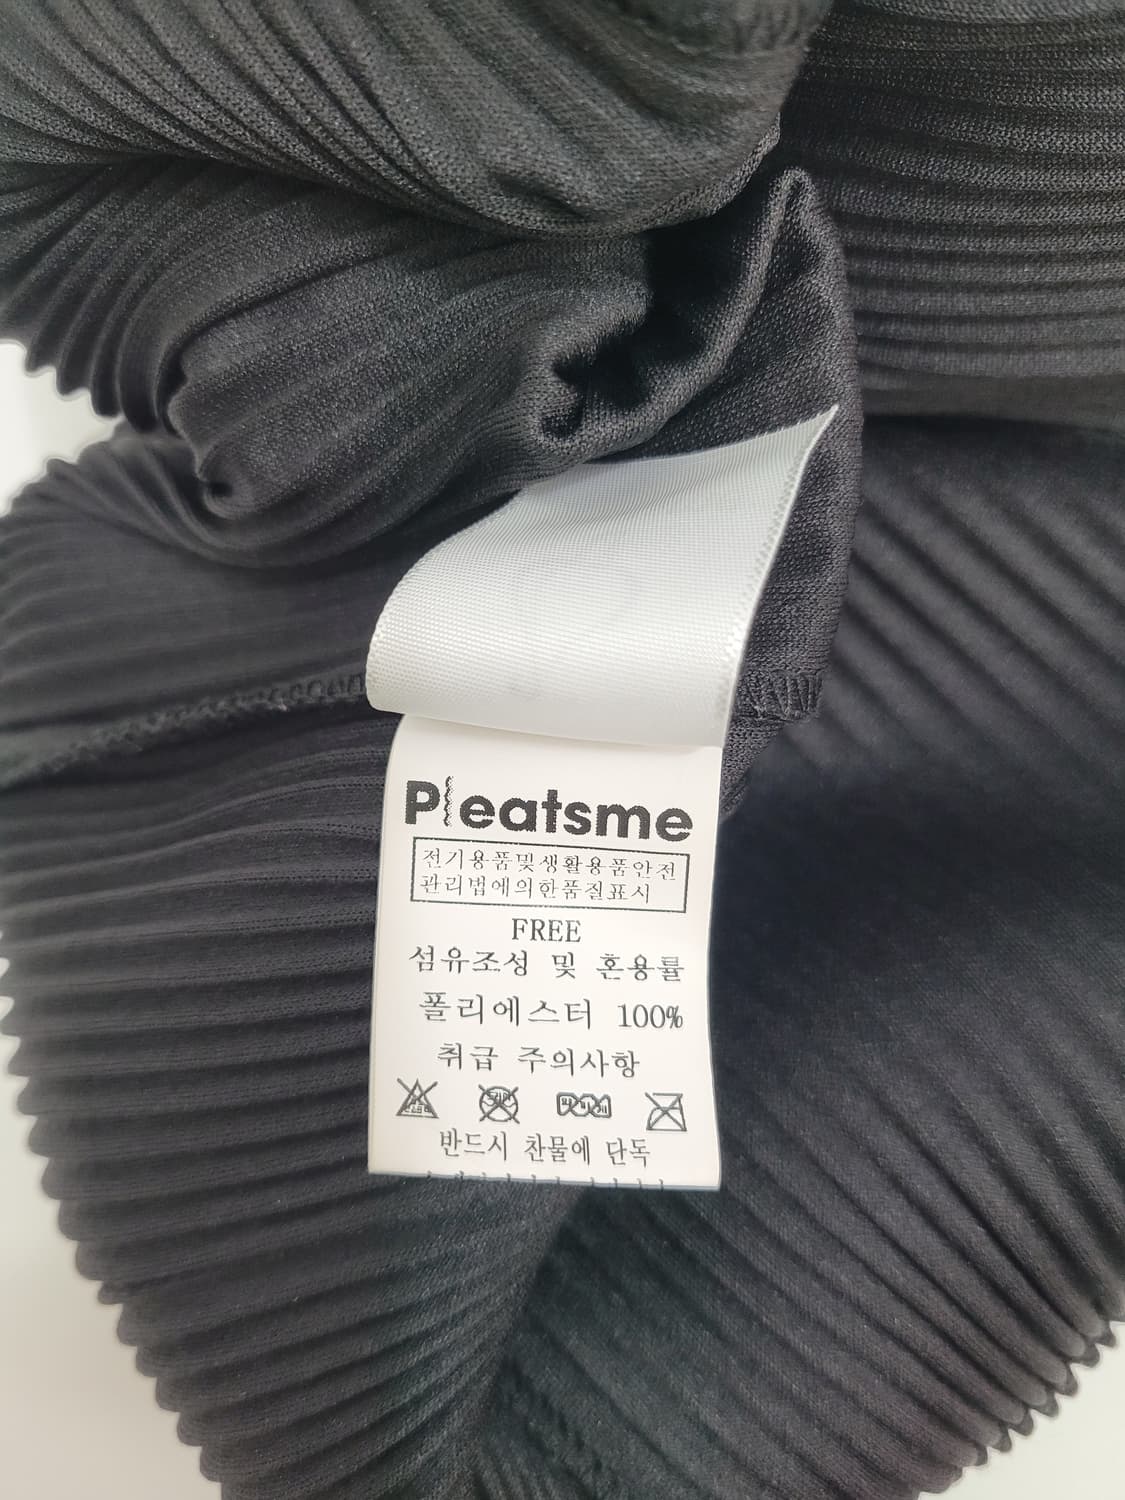 Pleatsme
전기용품및생활용품안전
관리법에의한품질표시
FREE
섬유조성 및 혼용률
폴리에스터 100%
취급 주의사항
반드시 찬물에 단독